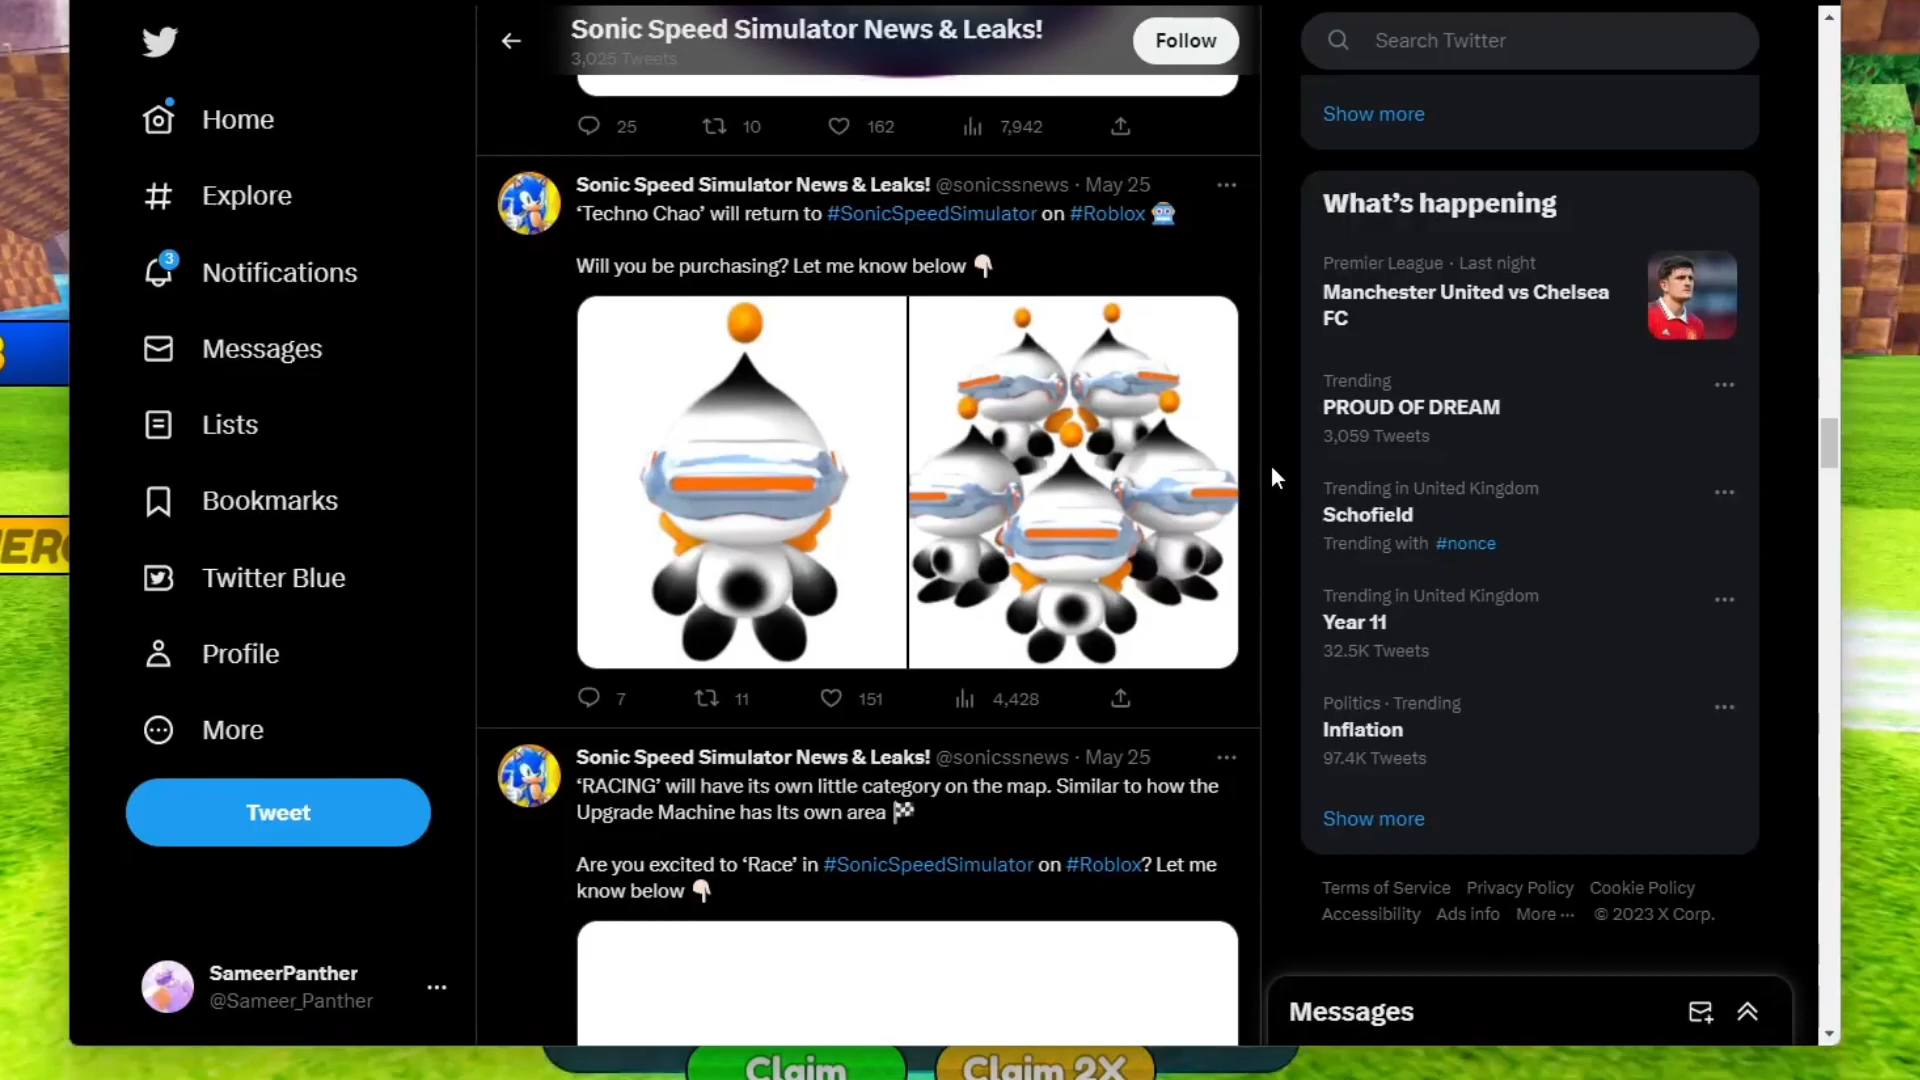 Sonic Speed Simulator News & Leaks!
3,025 Tweets
Follow
Search Twitter
Home
Explore
3
Notifications
Messages
Lists
Bookmarks
Twitter Blue
Profile
More
Tweet
SameerPanther
@Sameer_Panther
25 10 162 7,942
Sonic Speed Simulator News & Leaks! @sonicssnews · May 25
‘Techno Chao’ will return to #SonicSpeedSimulator on #Roblox
Will you be purchasing? Let me know below
7 11 151 4,428
Sonic Speed Simulator News & Leaks! @sonicssnews · May 25
‘RACING’ will have its own little category on the map. Similar to how the
Upgrade Machine has Its own area
Are you excited to ‘Race’ in #SonicSpeedSimulator on #Roblox? Let me
know below
Show more
What’s happening
Premier League · Last night
Manchester United vs Chelsea
FC
Trending
PROUD OF DREAM
3,059 Tweets
Trending in United Kingdom
Schofield
Trending with #nonce
Trending in United Kingdom
Year 11
32.5K Tweets
Politics · Trending
Inflation
97.4K Tweets
Show more
Terms of Service Privacy Policy Cookie Policy
Accessibility Ads info More ··· © 2023 X Corp.
Messages
Claim
Claim 2X